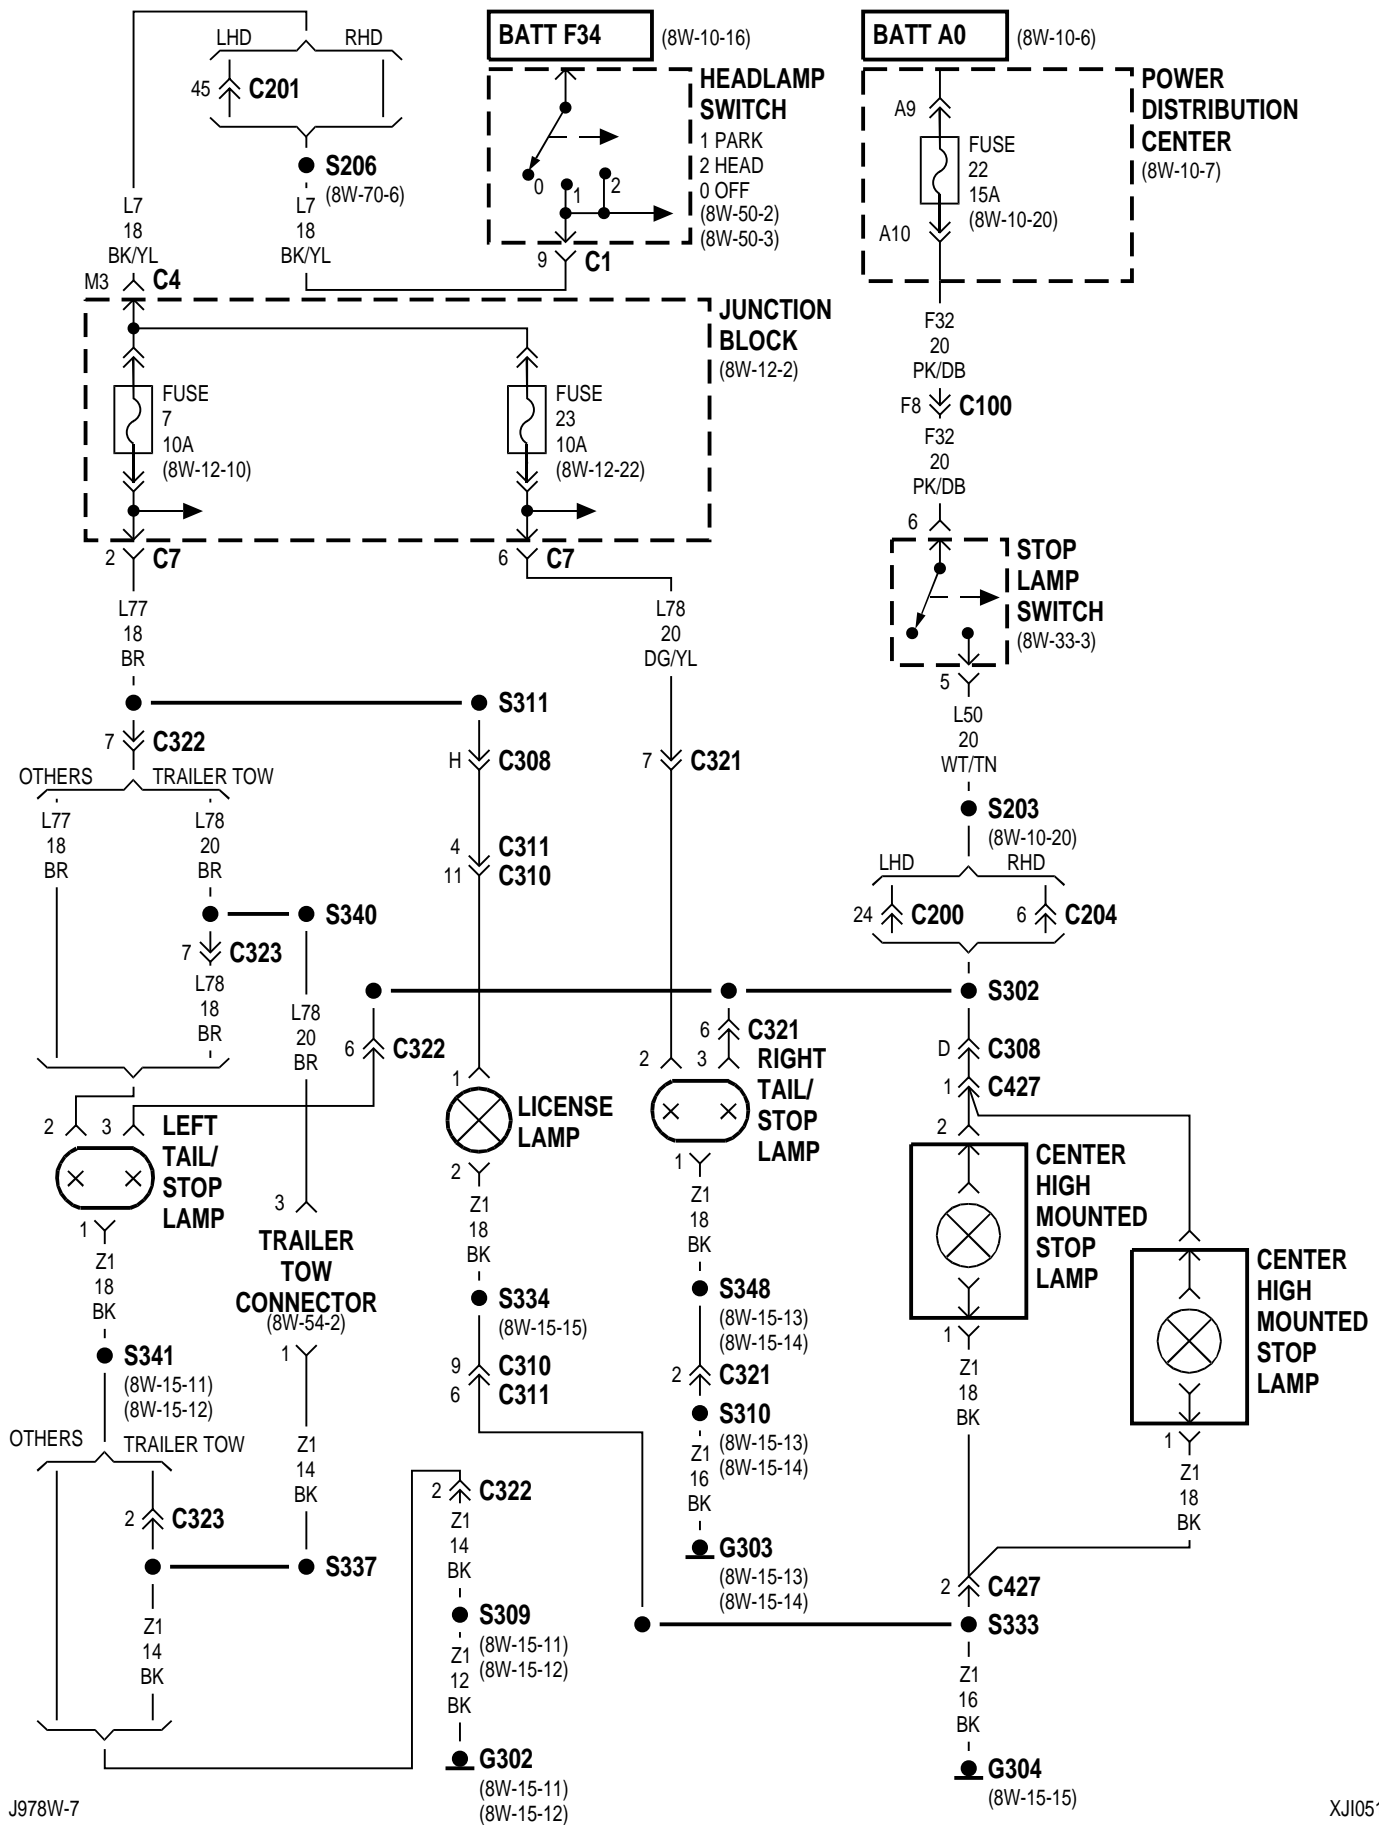 LHD
RHD
45
C201
S206
(8W-70-6)
L7
18
BK/YL
L7
18
BK/YL
M3
C4
BATT F34
(8W-10-16)
HEADLAMP
SWITCH
1 PARK
2 HEAD
0 OFF
(8W-50-2)
(8W-50-3)
0
1
2
9
C1
BATT A0
(8W-10-6)
POWER
DISTRIBUTION
CENTER
(8W-10-7)
A9
FUSE
22
15A
(8W-10-20)
A10
F32
20
PK/DB
F8
C100
F32
20
PK/DB
6
JUNCTION
BLOCK
(8W-12-2)
FUSE
7
10A
(8W-12-10)
FUSE
23
10A
(8W-12-22)
2
C7
6
C7
STOP
LAMP
SWITCH
(8W-33-3)
5
L50
20
WT/TN
S203
(8W-10-20)
LHD
RHD
24
C200
6
C204
S302
L77
18
BR
L78
20
DG/YL
S311
7
C322
H
C308
7
C321
OTHERS
TRAILER TOW
L77
18
BR
L78
20
BR
4
C311
11
C310
S340
7
C323
L78
18
BR
L78
20
BR
6
C322
6
C321
D
C308
1
C427
2
2
3
LEFT
TAIL/
STOP
LAMP
1
1
LICENSE
LAMP
2
2
3
RIGHT
TAIL/
STOP
LAMP
1
CENTER
HIGH
MOUNTED
STOP
LAMP
1
CENTER
HIGH
MOUNTED
STOP
LAMP
1
3
TRAILER
TOW
CONNECTOR
(8W-54-2)
1
Z1
18
BK
Z1
18
BK
Z1
18
BK
S341
(8W-15-11)
(8W-15-12)
S334
(8W-15-15)
9
C310
6
C311
S348
(8W-15-13)
(8W-15-14)
2
C321
S310
(8W-15-13)
(8W-15-14)
Z1
16
BK
G303
(8W-15-13)
(8W-15-14)
Z1
18
BK
Z1
18
BK
OTHERS
TRAILER TOW
2
C323
Z1
14
BK
S337
Z1
14
BK
2
C322
Z1
14
BK
S309
(8W-15-11)
(8W-15-12)
Z1
12
BK
G302
(8W-15-11)
(8W-15-12)
2
C427
S333
Z1
16
BK
G304
(8W-15-15)
J978W-7
XJI051